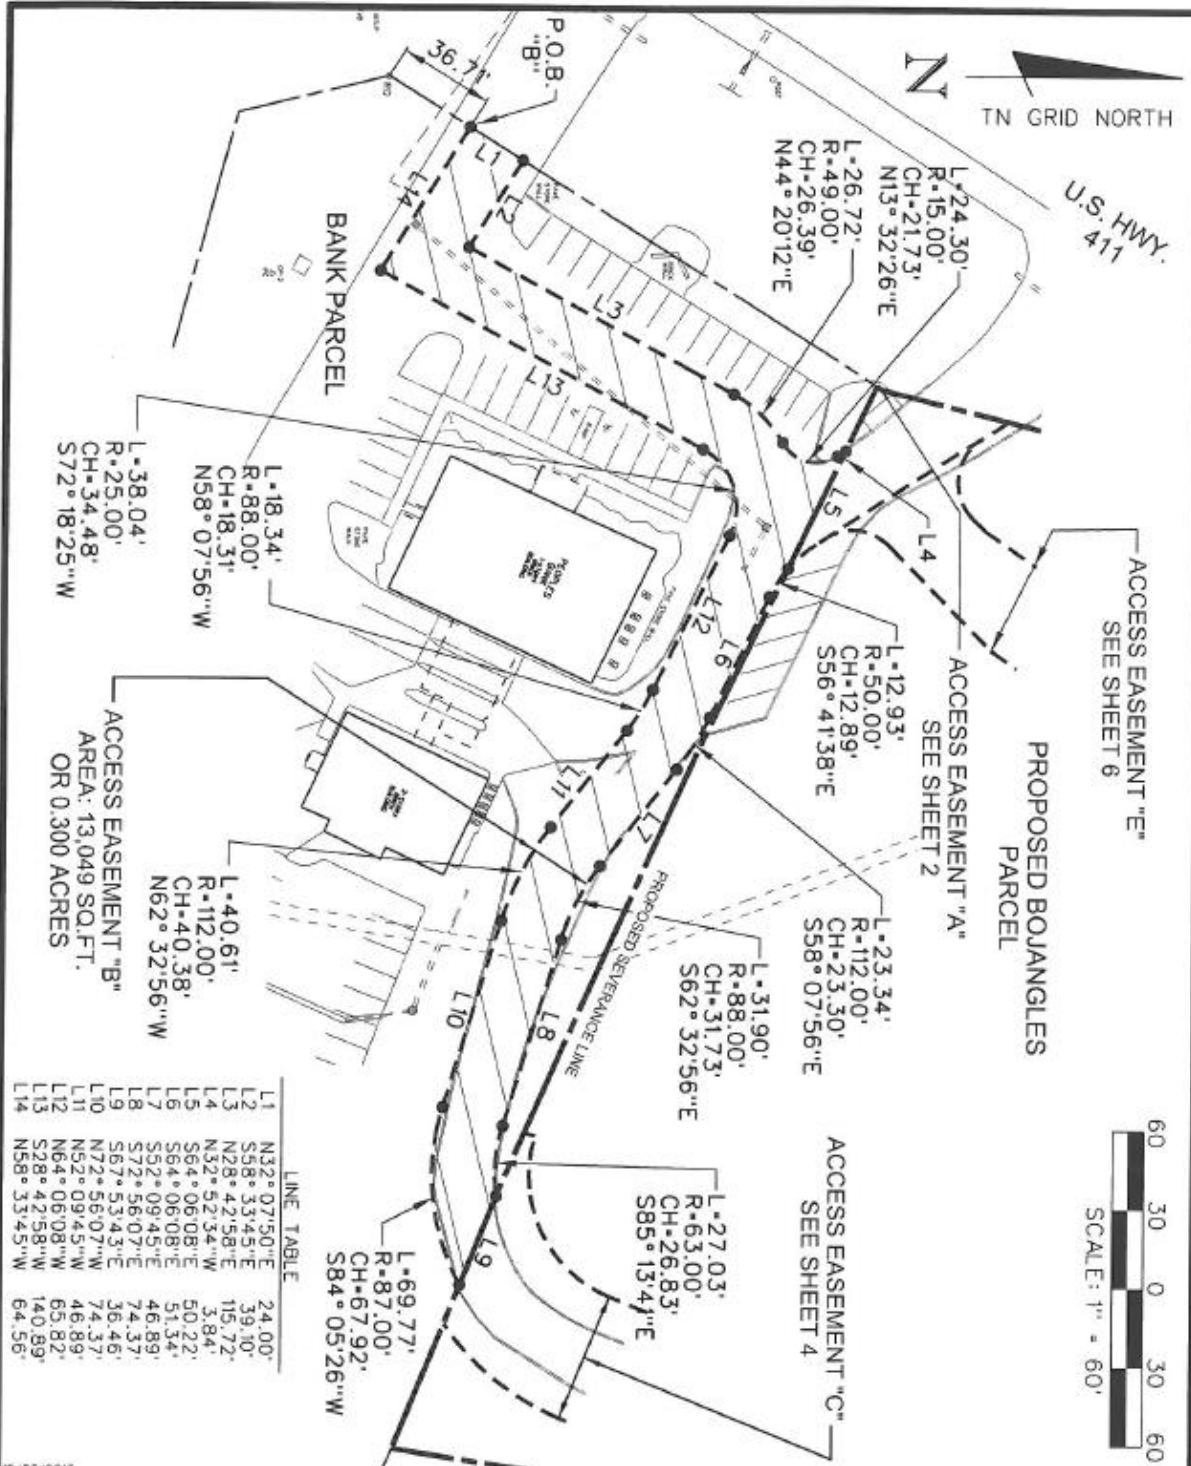 N
TN GRID NORTH
U.S. HWY.
411
60 30 0 30 60
SCALE: 1" = 60'
ACCESS EASEMENT "E"
SEE SHEET 6
PROPOSED BOJANGLES
PARCEL
ACCESS EASEMENT "A"
SEE SHEET 2
ACCESS EASEMENT "C"
SEE SHEET 4
L=24.30'
R=15.00'
CH=21.73'
N13°32'26"E
L=26.72'
R=49.00'
CH=26.39'
N44°20'12"E
L=12.93'
R=50.00'
CH=12.89'
S56°41'38"E
L=23.34'
R=112.00'
CH=23.30'
S58°07'56"E
L=31.90'
R=88.00'
CH=31.73'
S62°32'56"E
L=27.03'
R=63.00'
CH=26.83'
S85°13'41"E
P.O.B.
"B"
36.71'
L1
L2
L3
L4
L5
L6
L7
L8
L9
L10
L11
L12
L13
L14
PROPOSED SEVERANCE LINE
BANK PARCEL
L=38.04'
R=25.00'
CH=34.48'
S72°18'25"W
L=18.34'
R=88.00'
CH=18.31'
N58°07'56"W
ACCESS EASEMENT "B"
AREA: 13,049 SQ.FT.
OR 0.300 ACRES
L=40.61'
R=112.00'
CH=40.38'
N62°32'56"W
L=69.77'
R=87.00'
CH=67.92'
S84°05'26"W
LINE TABLE
L1 N32°07'50"E 24.00'
L2 S58°33'45"E 39.10'
L3 N28°42'58"E 115.72'
L4 N32°52'34"W 3.84'
L5 S64°06'08"E 50.22'
L6 S64°06'08"E 51.34'
L7 S52°09'45"E 46.89'
L8 S72°56'07"E 74.37'
L9 S67°53'43"E 36.46'
L10 N72°56'07"W 74.37'
L11 N52°09'45"W 46.89'
L12 N64°06'08"W 65.82'
L13 S28°42'58"W 140.89'
L14 N58°33'45"W 64.56'